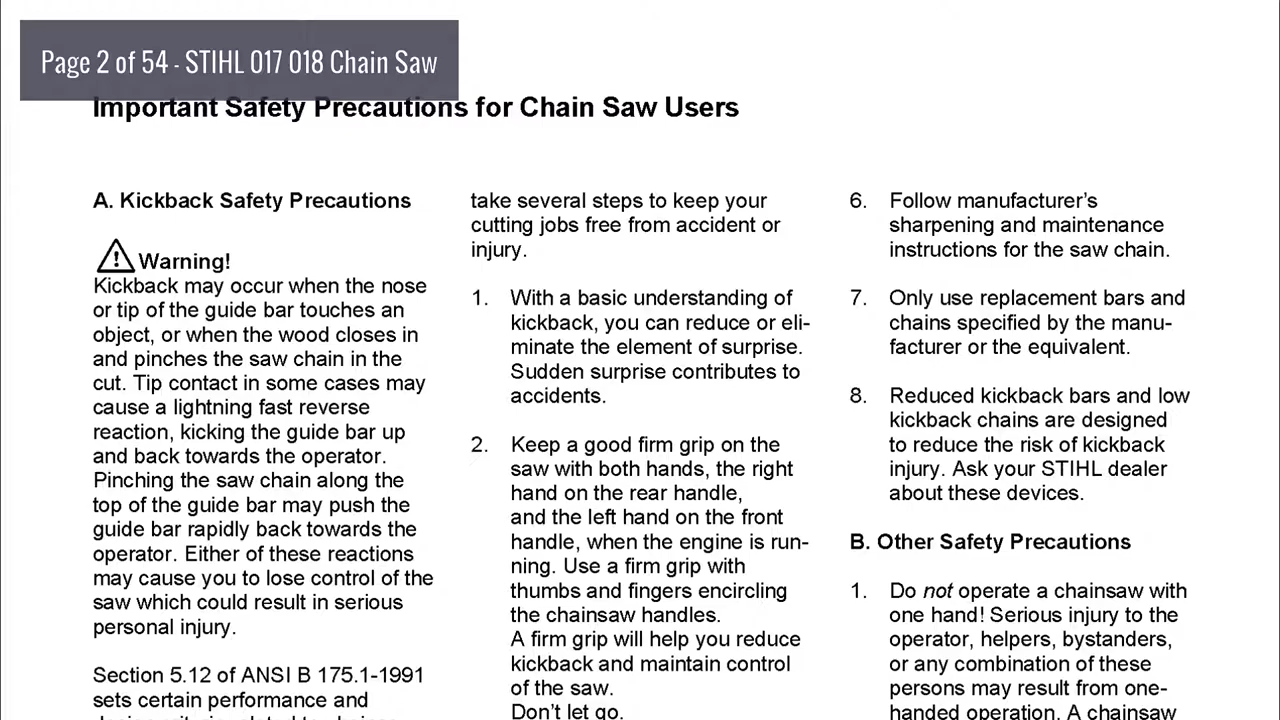 Page 2 of 54 - STIHL 017 018 Chain Saw
Important Safety Precautions for Chain Saw Users
A. Kickback Safety Precautions
Warning!
Kickback may occur when the nose
or tip of the guide bar touches an
object, or when the wood closes in
and pinches the saw chain in the
cut. Tip contact in some cases may
cause a lightning fast reverse
reaction, kicking the guide bar up
and back towards the operator.
Pinching the saw chain along the
top of the guide bar may push the
guide bar rapidly back towards the
operator. Either of these reactions
may cause you to lose control of the
saw which could result in serious
personal injury.
Section 5.12 of ANSI B 175.1-1991
sets certain performance and
take several steps to keep your
cutting jobs free from accident or
injury.
1. With a basic understanding of
kickback, you can reduce or eli-
minate the element of surprise.
Sudden surprise contributes to
accidents.
2. Keep a good firm grip on the
saw with both hands, the right
hand on the rear handle,
and the left hand on the front
handle, when the engine is run-
ning. Use a firm grip with
thumbs and fingers encircling
the chainsaw handles.
A firm grip will help you reduce
kickback and maintain control
of the saw.
Don't let go.
6. Follow manufacturer's
sharpening and maintenance
instructions for the saw chain.
7. Only use replacement bars and
chains specified by the manu-
facturer or the equivalent.
8. Reduced kickback bars and low
kickback chains are designed
to reduce the risk of kickback
injury. Ask your STIHL dealer
about these devices.
B. Other Safety Precautions
1. Do not operate a chainsaw with
one hand! Serious injury to the
operator, helpers, bystanders,
or any combination of these
persons may result from one-
handed operation. A chainsaw